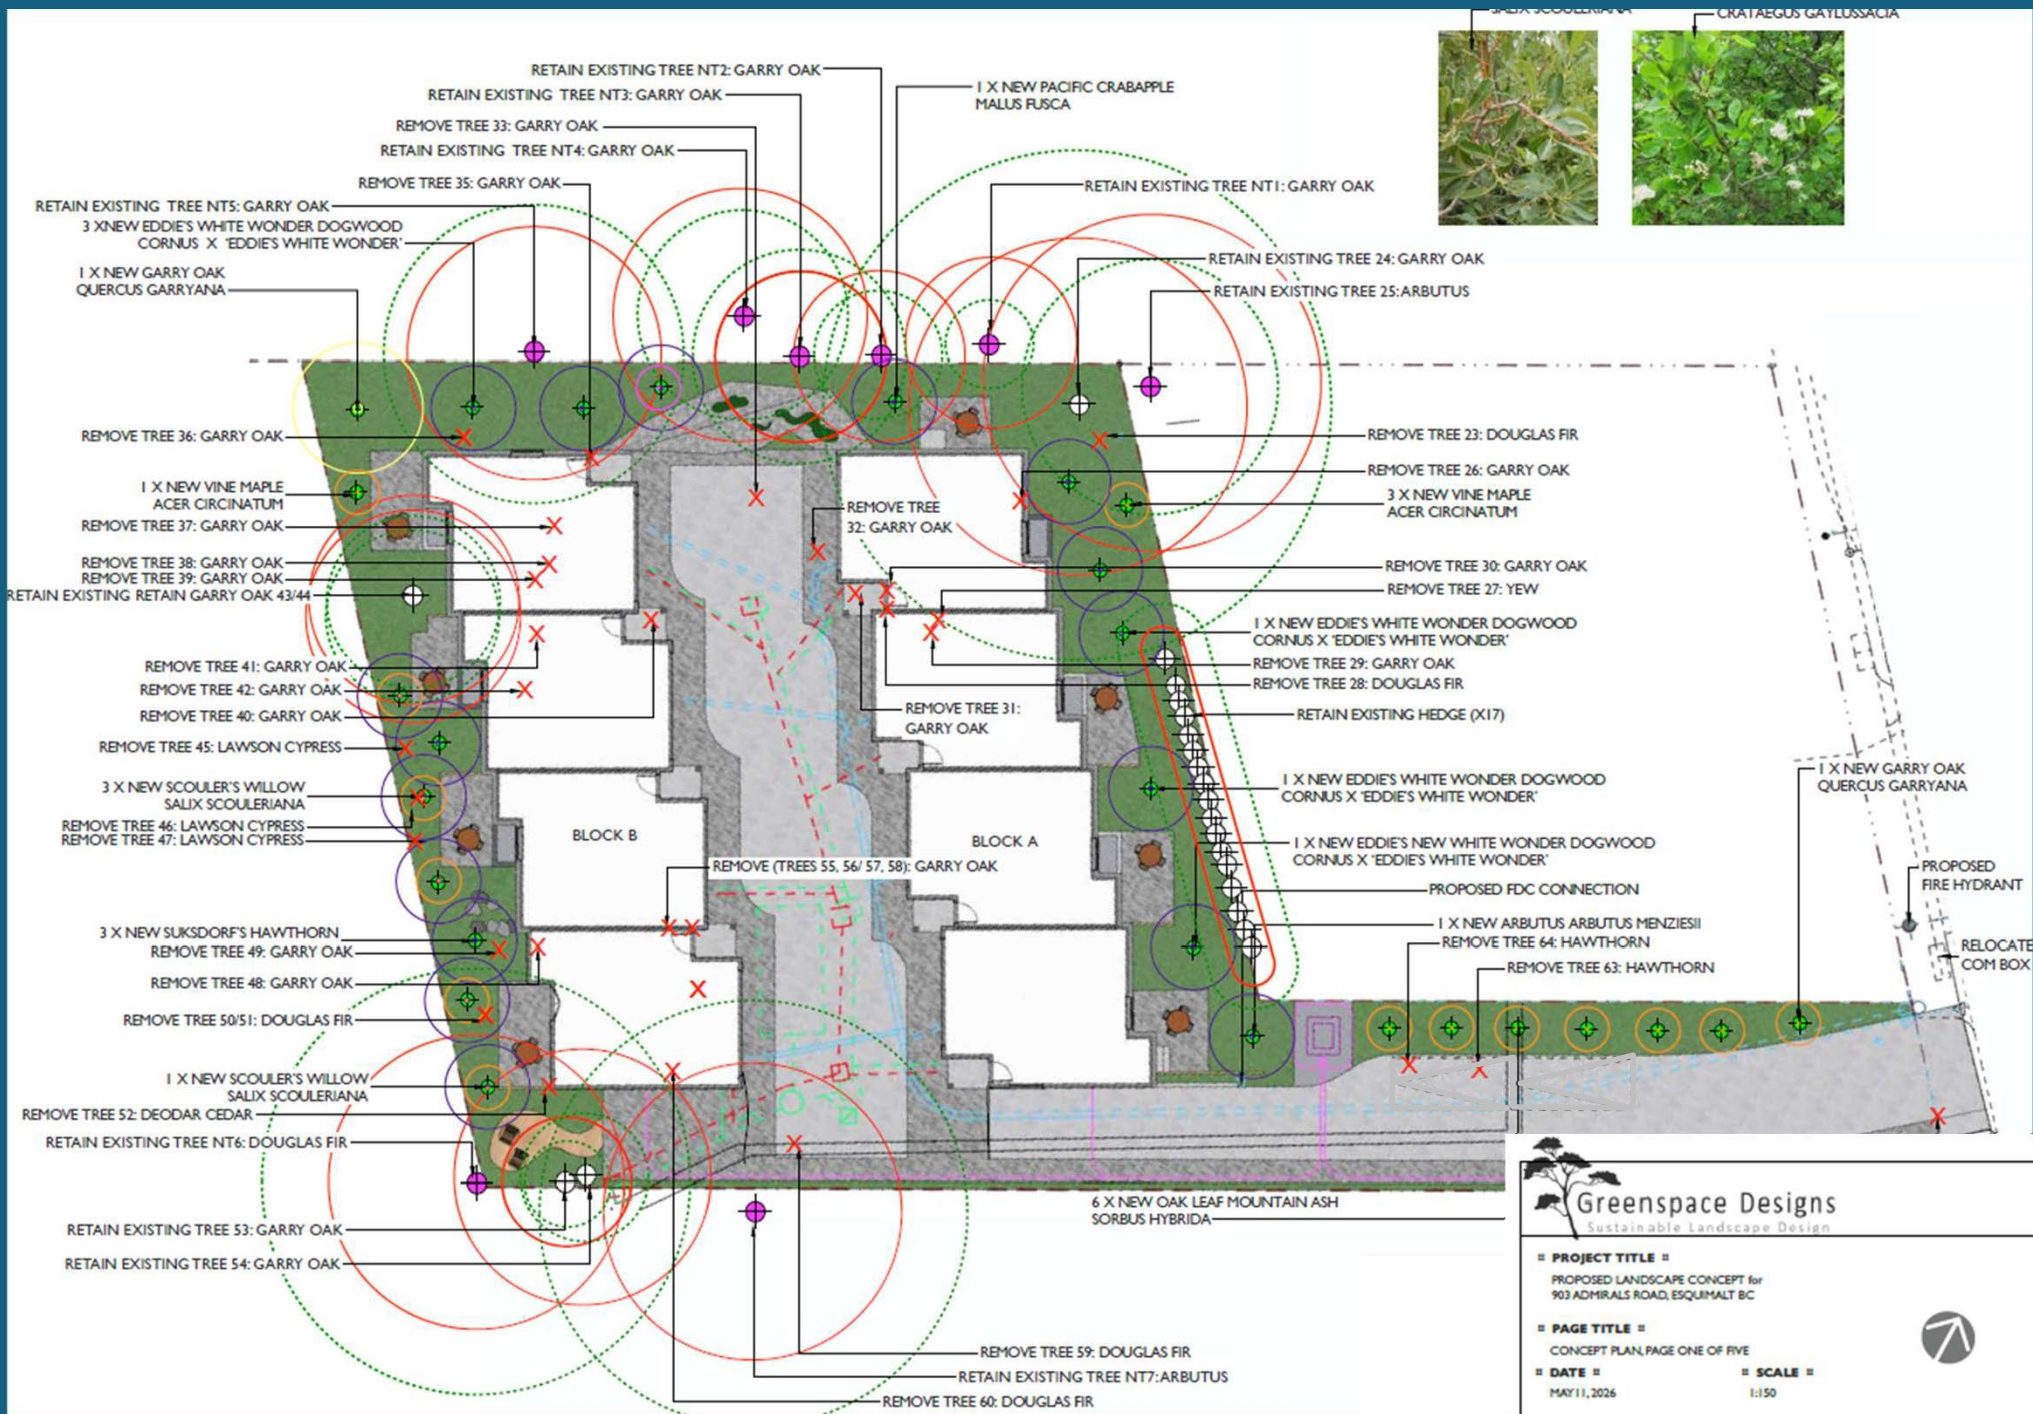 SALIX SCOULERIANA
CRATAEGUS GAYLUSSACIA
RETAIN EXISTING TREE NT2: GARRY OAK
RETAIN EXISTING TREE NT3: GARRY OAK
1 X NEW PACIFIC CRABAPPLE
MALUS FUSCA
REMOVE TREE 33: GARRY OAK
RETAIN EXISTING TREE NT4: GARRY OAK
REMOVE TREE 35: GARRY OAK
RETAIN EXISTING TREE NT1: GARRY OAK
RETAIN EXISTING TREE NT5: GARRY OAK
3 XNEW EDDIE'S WHITE WONDER DOGWOOD
CORNUS X 'EDDIE'S WHITE WONDER'
1 X NEW GARRY OAK
QUERCUS GARRYANA
RETAIN EXISTING TREE 24: GARRY OAK
RETAIN EXISTING TREE 25: ARBUTUS
REMOVE TREE 36: GARRY OAK
REMOVE TREE 23: DOUGLAS FIR
REMOVE TREE 26: GARRY OAK
1 X NEW VINE MAPLE
ACER CIRCINATUM
3 X NEW VINE MAPLE
ACER CIRCINATUM
REMOVE TREE
32: GARRY OAK
REMOVE TREE 37: GARRY OAK
REMOVE TREE 38: GARRY OAK
REMOVE TREE 39: GARRY OAK
RETAIN EXISTING RETAIN GARRY OAK 43/44
REMOVE TREE 30: GARRY OAK
REMOVE TREE 27: YEW
1 X NEW EDDIE'S WHITE WONDER DOGWOOD
CORNUS X 'EDDIE'S WHITE WONDER'
REMOVE TREE 29: GARRY OAK
REMOVE TREE 28: DOUGLAS FIR
REMOVE TREE 41: GARRY OAK
REMOVE TREE 42: GARRY OAK
REMOVE TREE 40: GARRY OAK
REMOVE TREE 31:
GARRY OAK
RETAIN EXISTING HEDGE (X17)
REMOVE TREE 45: LAWSON CYPRESS
3 X NEW SCOULER'S WILLOW
SALIX SCOULERIANA
REMOVE TREE 46: LAWSON CYPRESS
REMOVE TREE 47: LAWSON CYPRESS
1 X NEW EDDIE'S WHITE WONDER DOGWOOD
CORNUS X 'EDDIE'S WHITE WONDER'
1 X NEW GARRY OAK
QUERCUS GARRYANA
BLOCK B
BLOCK A
1 X NEW EDDIE'S NEW WHITE WONDER DOGWOOD
CORNUS X 'EDDIE'S WHITE WONDER'
REMOVE (TREES 55, 56/ 57, 58): GARRY OAK
PROPOSED
FIRE HYDRANT
PROPOSED FDC CONNECTION
1 X NEW ARBUTUS ARBUTUS MENZIESII
REMOVE TREE 64: HAWTHORN
REMOVE TREE 63: HAWTHORN
RELOCATE
COM BOX
3 X NEW SUKSDORF'S HAWTHORN
REMOVE TREE 49: GARRY OAK
REMOVE TREE 48: GARRY OAK
REMOVE TREE 50/51: DOUGLAS FIR
1 X NEW SCOULER'S WILLOW
SALIX SCOULERIANA
REMOVE TREE 52: DEODAR CEDAR
RETAIN EXISTING TREE NT6: DOUGLAS FIR
RETAIN EXISTING TREE 53: GARRY OAK
RETAIN EXISTING TREE 54: GARRY OAK
6 X NEW OAK LEAF MOUNTAIN ASH
SORBUS HYBRIDA
REMOVE TREE 59: DOUGLAS FIR
RETAIN EXISTING TREE NT7: ARBUTUS
REMOVE TREE 60: DOUGLAS FIR
Greenspace Designs
Sustainable Landscape Design
PROJECT TITLE
PROPOSED LANDSCAPE CONCEPT for
903 ADMIRALS ROAD, ESQUIMALT BC
PAGE TITLE
CONCEPT PLAN, PAGE ONE OF FIVE
DATE
SCALE
MAY11, 2026
1:150